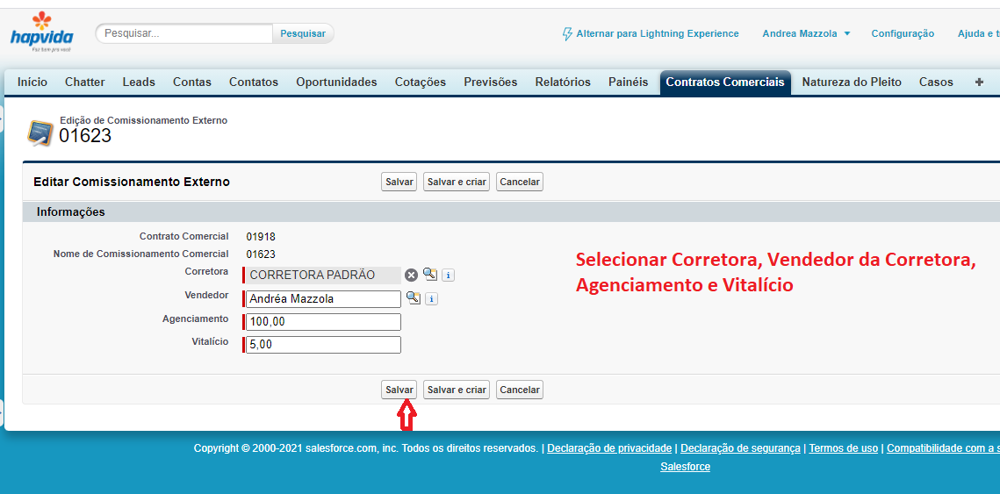 hapvida
Faz bem pra você
Pesquisar...
Pesquisar
Alternar para Lightning Experience
Andrea Mazzola
Configuração
Ajuda e t
Início
Chatter
Leads
Contas
Contatos
Oportunidades
Cotações
Previsões
Relatórios
Painéis
Contratos Comerciais
Natureza do Pleito
Casos
+
Edição de Comissionamento Externo
01623
Editar Comissionamento Externo
Salvar
Salvar e criar
Cancelar
Informações
Contrato Comercial 01918
Nome de Comissionamento Comercial 01623
Corretora CORRETORA PADRÃO
Vendedor Andréa Mazzola
Agenciamento 100,00
Vitalício 5,00
Selecionar Corretora, Vendedor da Corretora,
Agenciamento e Vitalício
Salvar
Salvar e criar
Cancelar
Copyright © 2000-2021 salesforce.com, inc. Todos os direitos reservados. | Declaração de privacidade | Declaração de segurança | Termos de uso | Compatibilidade com a s
Salesforce